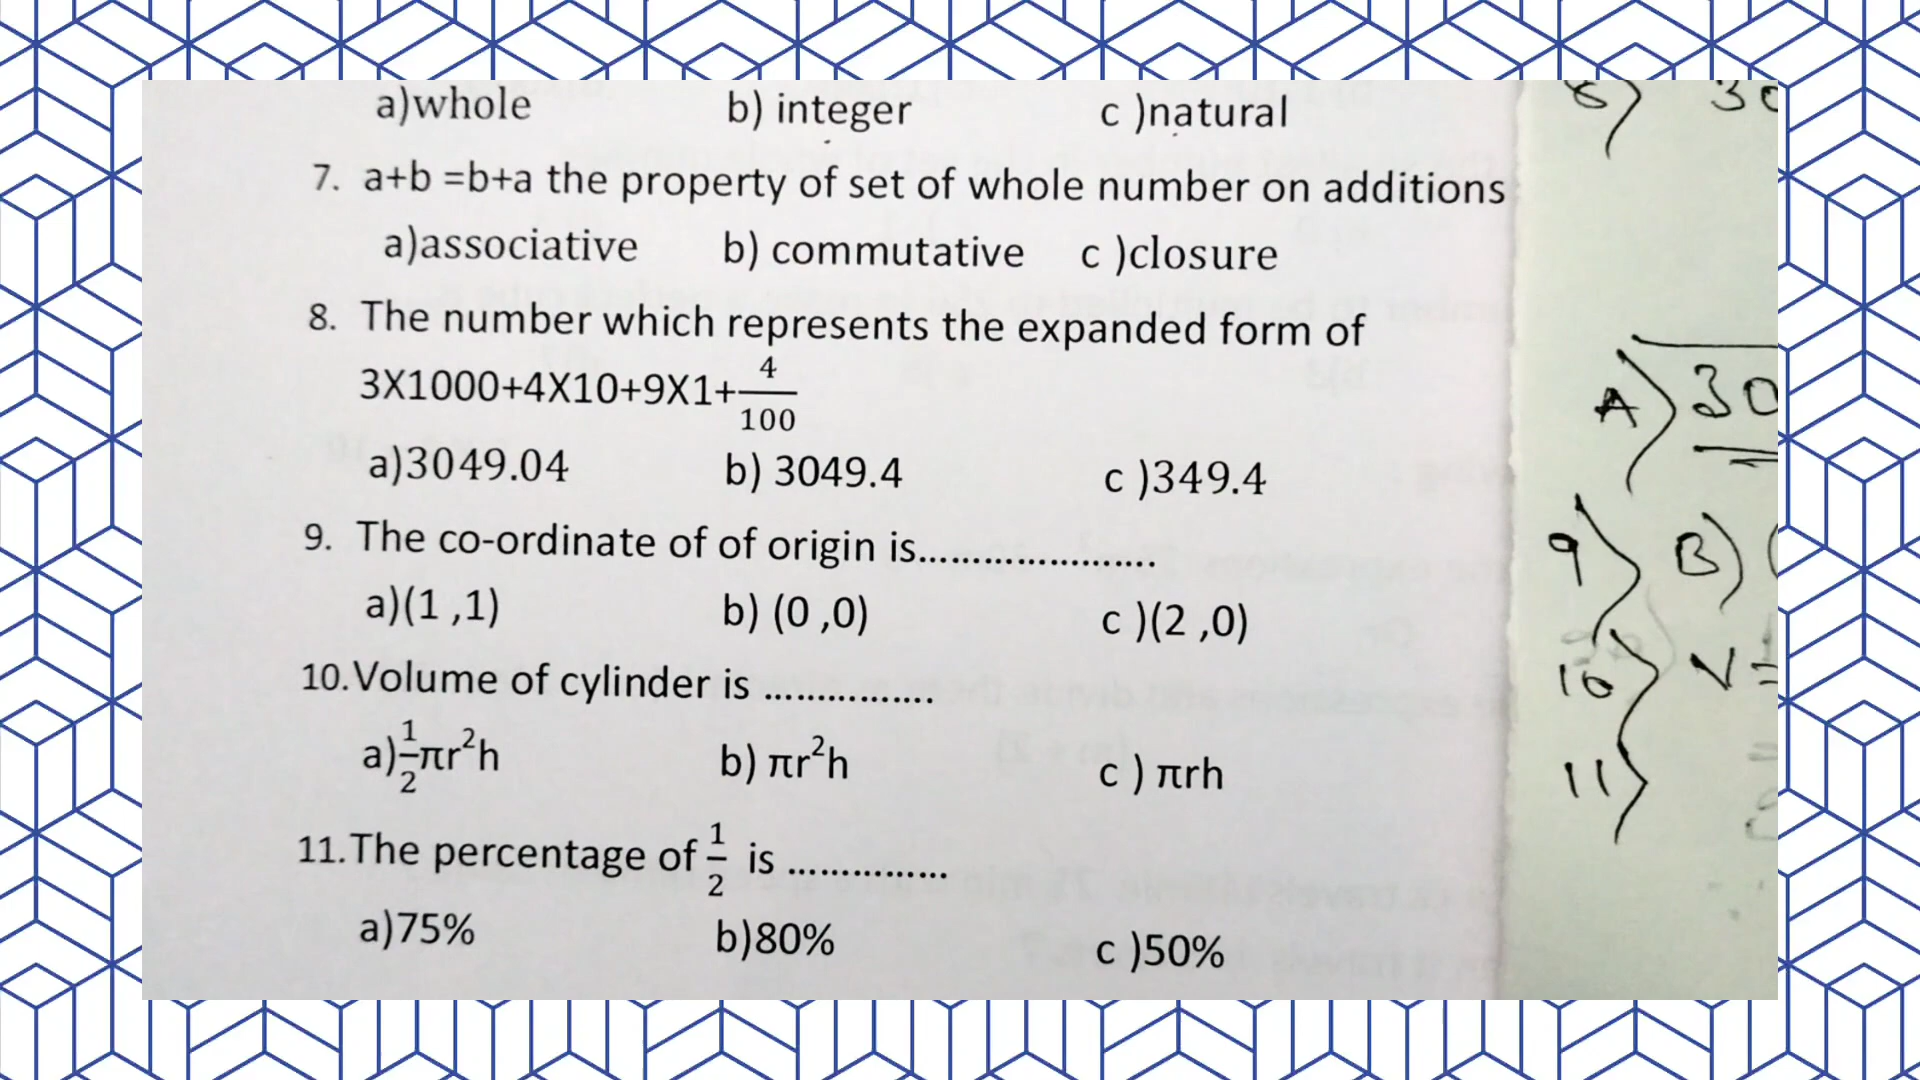 a)whole b) integer c )natural
7. a+b =b+a the property of set of whole number on additions
a)associative b) commutative c )closure
8. The number which represents the expanded form of
3X1000+4X10+9X1+4/100
a)3049.04 b) 3049.4 c )349.4
9. The co-ordinate of of origin is......................
a)(1 ,1) b) (0 ,0) c )(2 ,0)
10.Volume of cylinder is ................
a)1/2πr²h b) πr²h c ) πrh
11.The percentage of 1/2 is ...............
a)75% b)80% c )50%
8) 30
A) 30
9) B) (
10) V=
11)